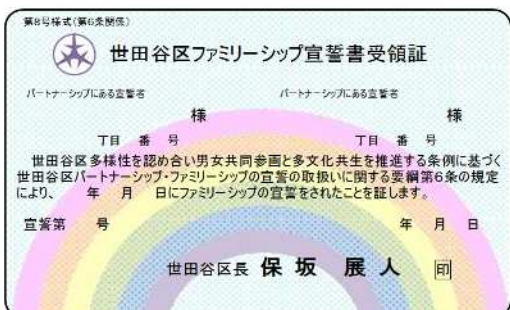 第8号様式(第6条関係)
世田谷区ファミリーシップ宣誓書受領証
パートナーシップにある宣誓者 パートナーシップにある宣誓者
様 様
丁目 番 号 丁目 番 号
世田谷区多様性を認め合い男女共同参画と多文化共生を推進する条例に基づく
世田谷区パートナーシップ・ファミリーシップの宣誓の取扱いに関する要綱第6条の規定
により、 年 月 日にファミリーシップの宣誓をされたことを証します。
宣誓第 号 年 月 日
世田谷区長 保坂 展人 印